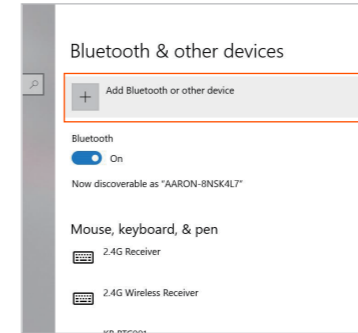 Bluetooth & other devices
Add Bluetooth or other device
Bluetooth
On
Now discoverable as "AARON-8NSK4L7"
Mouse, keyboard, & pen
2.4G Receiver
2.4G Wireless Receiver